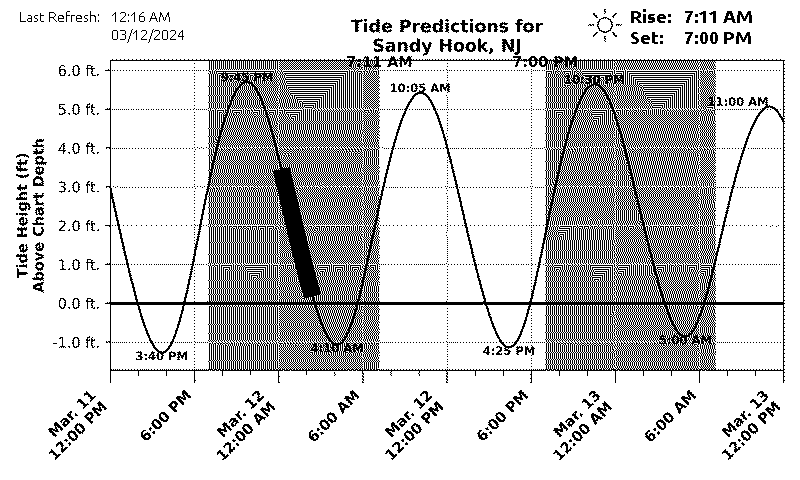 Last Refresh: 12:16 AM
03/12/2024
Tide Predictions for
Sandy Hook, NJ
Rise: 7:11 AM
Set: 7:00 PM
7:11 AM
7:00 PM
6.0 ft.
5.0 ft.
4.0 ft.
3.0 ft.
2.0 ft.
1.0 ft.
0.0 ft.
-1.0 ft.
Tide Height (ft)
Above Chart Depth
9:45 PM
10:05 AM
10:30 PM
11:00 AM
3:40 PM
4:10 AM
4:25 PM
5:00 AM
Mar. 11
12:00 PM
6:00 PM
Mar. 12
12:00 AM
6:00 AM
Mar. 12
12:00 PM
6:00 PM
Mar. 13
12:00 AM
6:00 AM
Mar. 13
12:00 PM